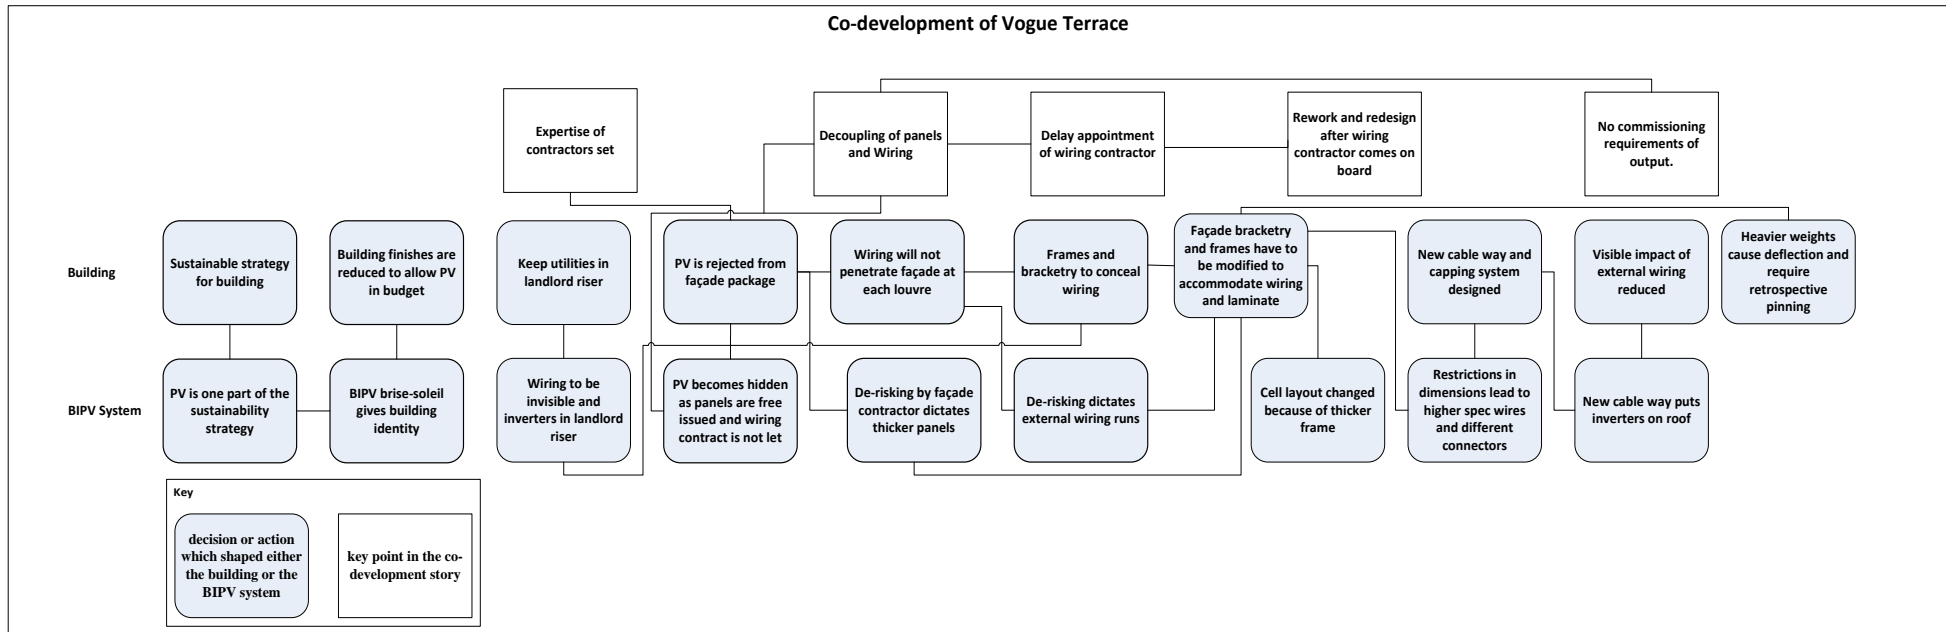 Co-development of Vogue Terrace
Expertise of
contractors set
Decoupling of panels
and Wiring
Delay appointment
of wiring contractor
Rework and redesign
after wiring
contractor comes on
board
No commissioning
requirements of
output.
Building
Sustainable strategy
for building
Building finishes are
reduced to allow PV
in budget
Keep utilities in
landlord riser
PV is rejected from
façade package
Wiring will not
penetrate façade at
each louvre
Frames and
bracketry to conceal
wiring
Façade bracketry
and frames have to
be modified to
accommodate wiring
and laminate
New cable way and
capping system
designed
Visible impact of
external wiring
reduced
Heavier weights
cause deflection and
require
retrospective
pinning
BIPV System
PV is one part of the
sustainability
strategy
BIPV brise-soleil
gives building
identity
Wiring to be
invisible and
inverters in landlord
riser
PV becomes hidden
as panels are free
issued and wiring
contract is not let
De-risking by façade
contractor dictates
thicker panels
De-risking dictates
external wiring runs
Cell layout changed
because of thicker
frame
Restrictions in
dimensions lead to
higher spec wires
and different
connectors
New cable way puts
inverters on roof
Key
decision or action
which shaped either
the building or the
BIPV system
key point in the co-
development story